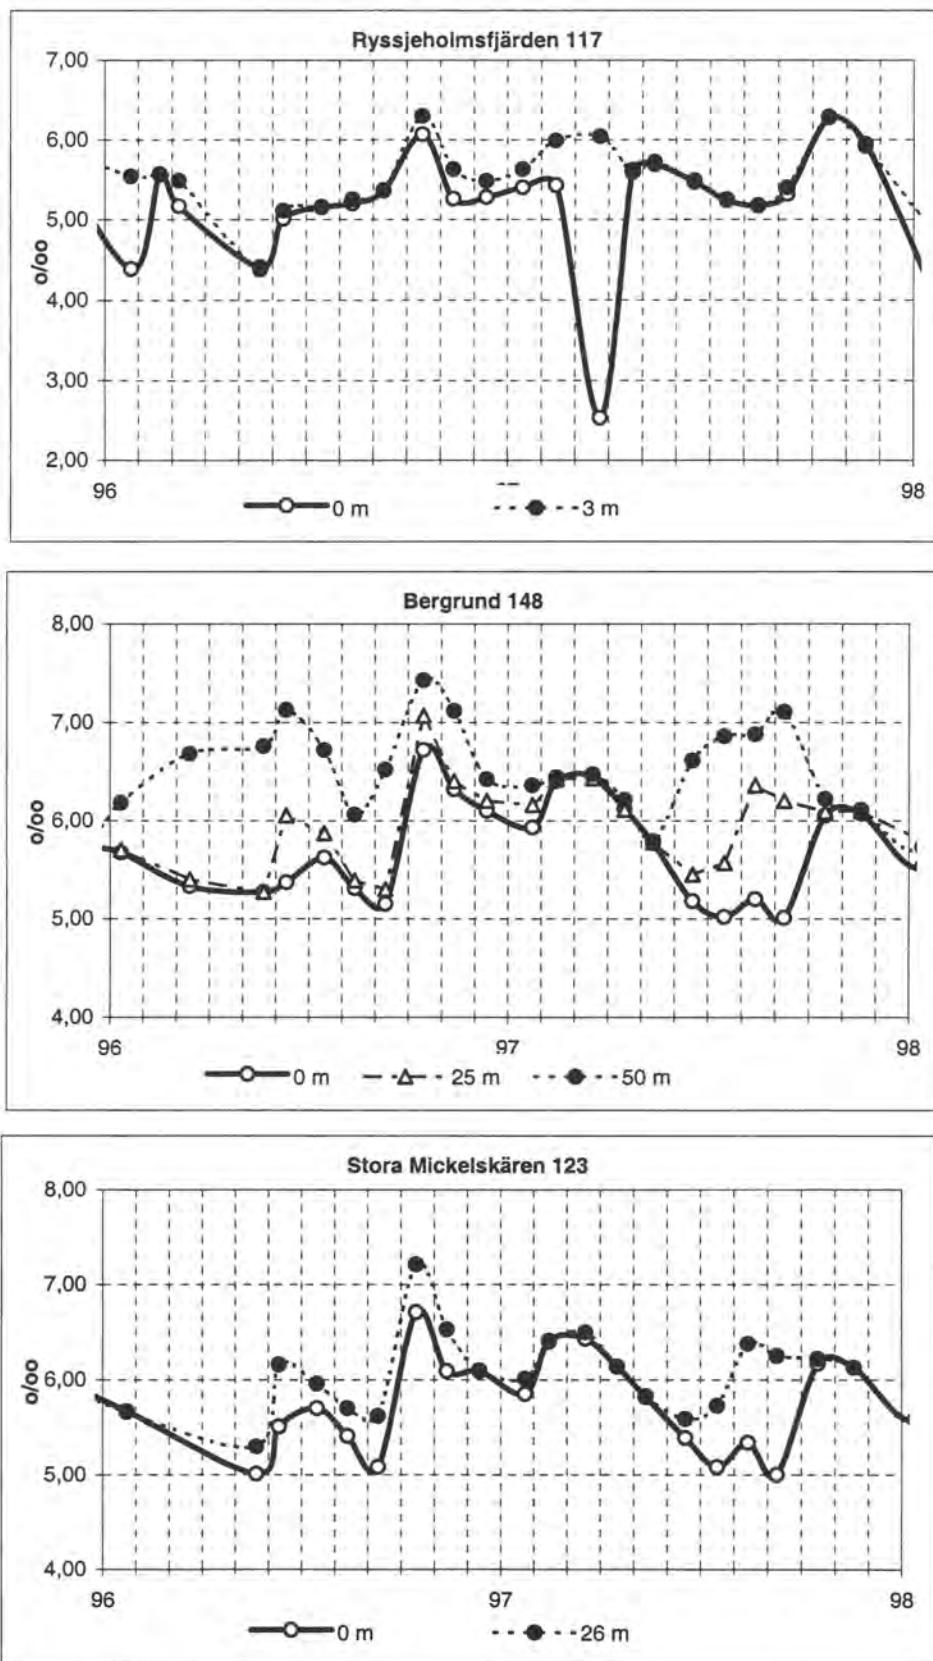 Ryssjeholmsfjärden 117
7,00
6,00
5,00
4,00
3,00
2,00
o/oo
96 98
0 m 3 m
Bergrund 148
8,00
7,00
6,00
5,00
4,00
o/oo
96 97 98
0 m 25 m 50 m
Stora Mickelskären 123
8,00
7,00
6,00
5,00
4,00
o/oo
96 97 98
0 m 26 m